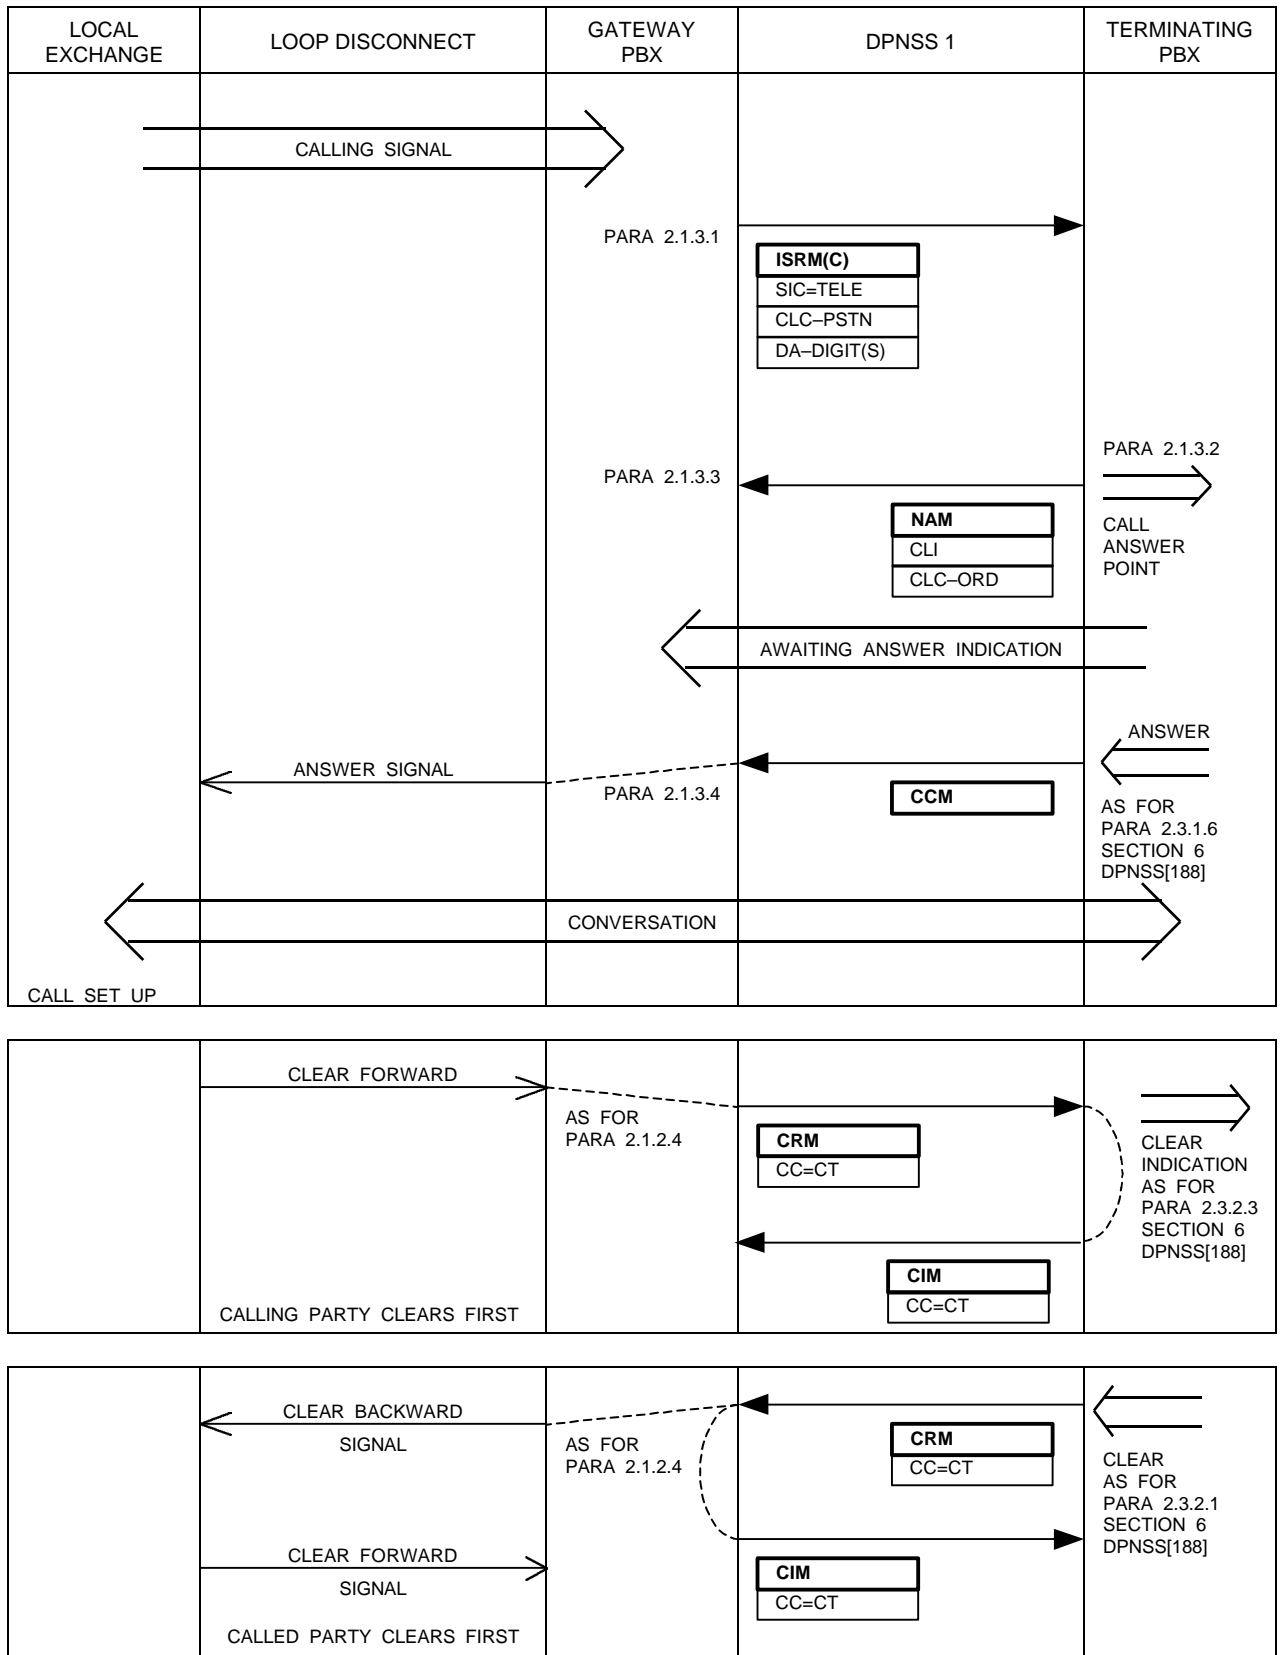 LOCAL
EXCHANGE
LOOP DISCONNECT
GATEWAY
PBX
DPNSS 1
TERMINATING
PBX
CALLING SIGNAL
PARA 2.1.3.1
ISRM(C)
SIC=TELE
CLC–PSTN
DA–DIGIT(S)
PARA 2.1.3.2
PARA 2.1.3.3
NAM
CLI
CLC–ORD
CALL
ANSWER
POINT
AWAITING ANSWER INDICATION
ANSWER
ANSWER SIGNAL
PARA 2.1.3.4
CCM
AS FOR
PARA 2.3.1.6
SECTION 6
DPNSS[188]
CONVERSATION
CALL SET UP
CLEAR FORWARD
AS FOR
PARA 2.1.2.4
CRM
CC=CT
CLEAR
INDICATION
AS FOR
PARA 2.3.2.3
SECTION 6
DPNSS[188]
CIM
CC=CT
CALLING PARTY CLEARS FIRST
CLEAR BACKWARD
SIGNAL
AS FOR
PARA 2.1.2.4
CRM
CC=CT
CLEAR
AS FOR
PARA 2.3.2.1
SECTION 6
DPNSS[188]
CLEAR FORWARD
SIGNAL
CIM
CC=CT
CALLED PARTY CLEARS FIRST